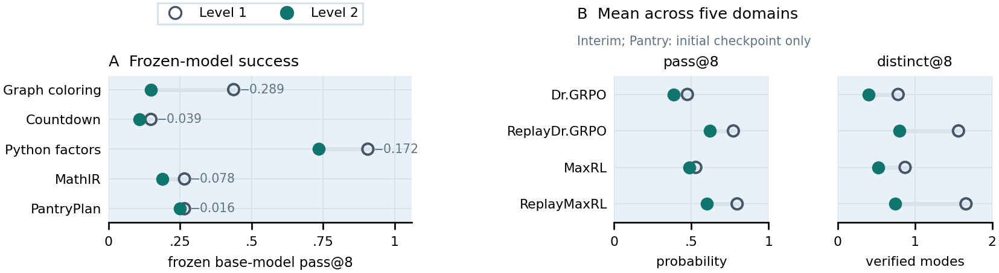 Level 1
Level 2
A Frozen-model success
Graph coloring
−0.289
Countdown
−0.039
Python factors
−0.172
MathIR
−0.078
PantryPlan
−0.016
0 .25 .5 .75 1
frozen base-model pass@8
B Mean across five domains
Interim; Pantry: initial checkpoint only
pass@8
distinct@8
Dr.GRPO
ReplayDr.GRPO
MaxRL
ReplayMaxRL
0 .5 1
probability
0 1 2
verified modes